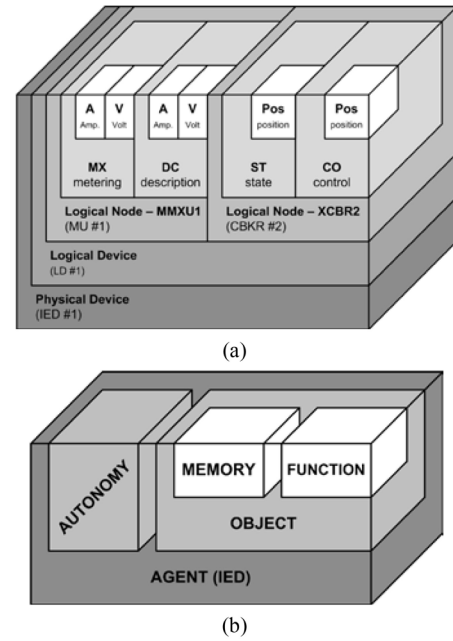 A V A V Pos Pos
Amp. Volt Amp. Volt position position
MX DC ST CO
metering description state control
Logical Node – MMXU1 Logical Node – XCBR2
(MU #1) (CBKR #2)
Logical Device
(LD #1)
Physical Device
(IED #1)
(a)
AUTONOMY
MEMORY FUNCTION
OBJECT
AGENT (IED)
(b)